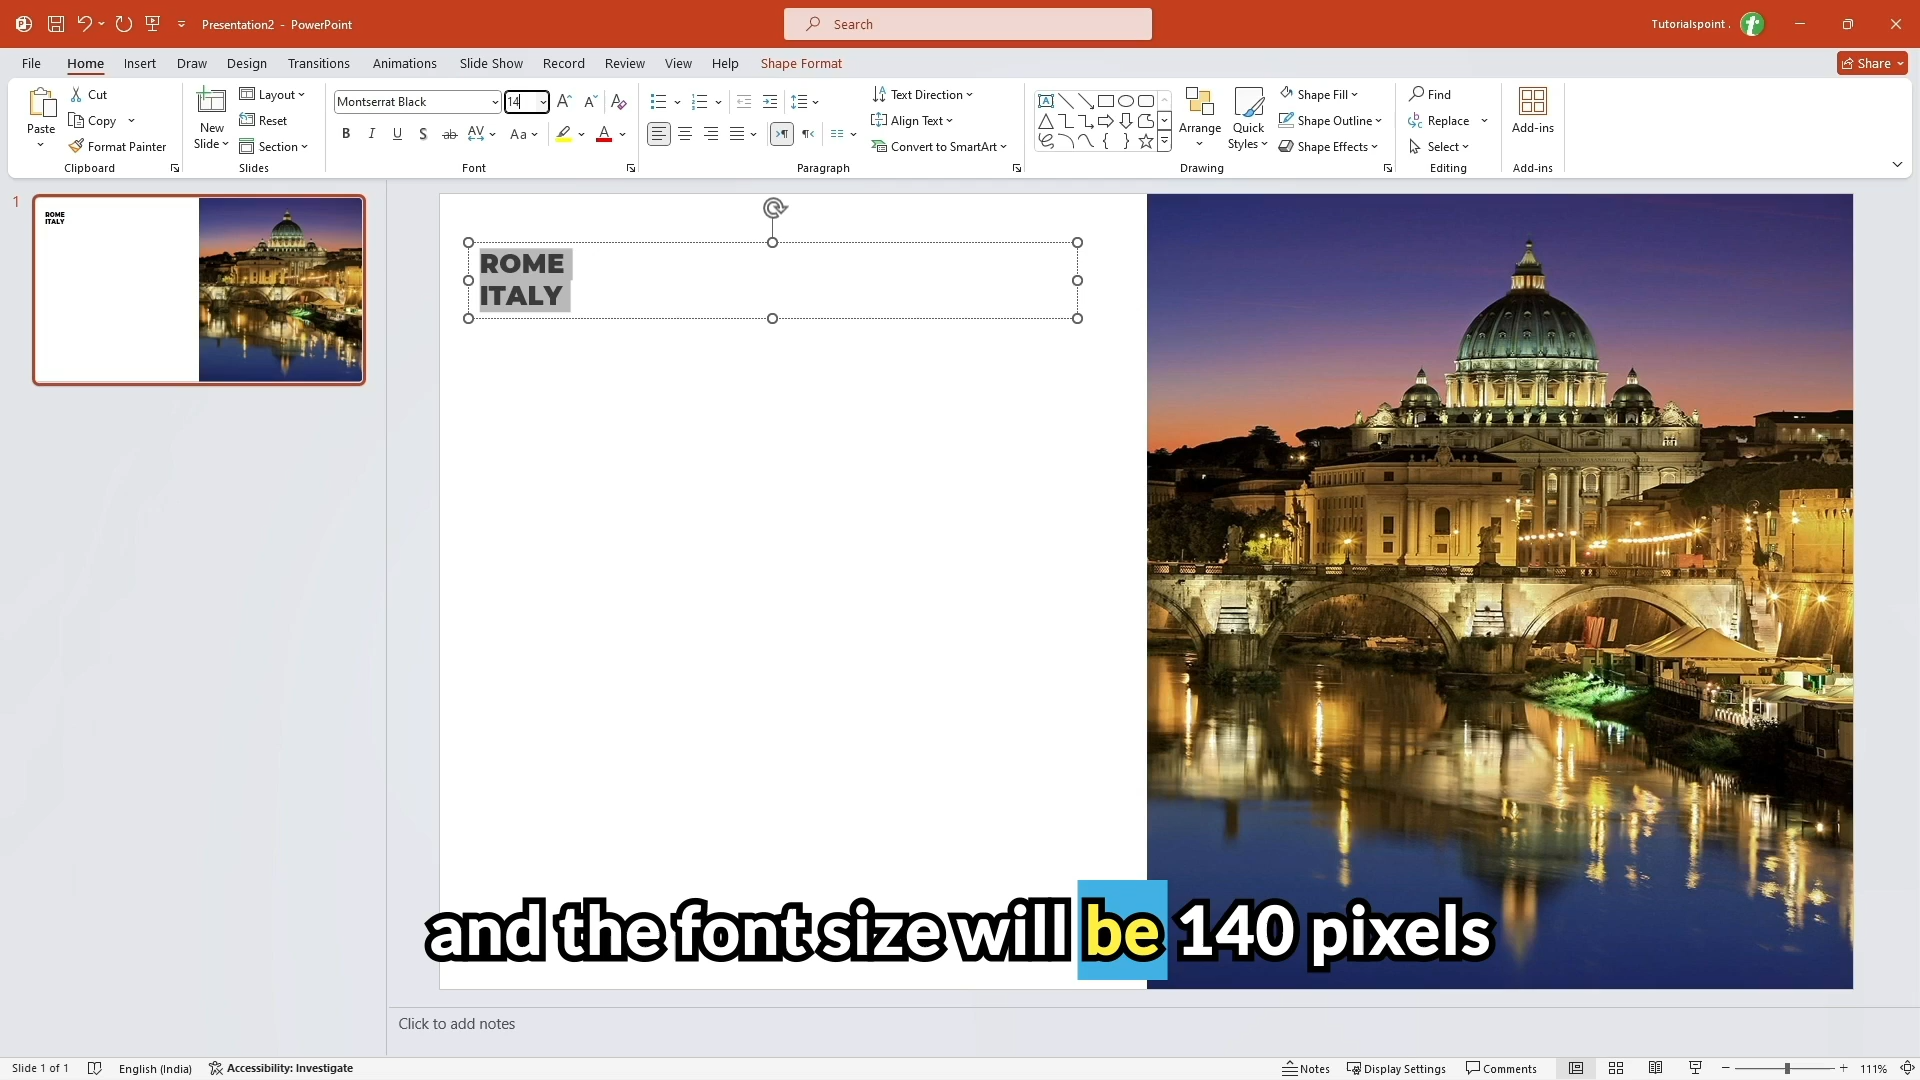 Presentation2 - PowerPoint
Search
Tutorialspoint .
File Home Insert Draw Design Transitions Animations Slide Show Record Review View Help Shape Format
Share
Paste
Cut
Copy
Format Painter
Clipboard
New
Slide
Layout
Reset
Section
Slides
Montserrat Black
14
B I U S ab AV Aa A
Font
Paragraph
Text Direction
Align Text
Convert to SmartArt
Arrange
Quick
Styles
Shape Fill
Shape Outline
Shape Effects
Drawing
Find
Replace
Select
Editing
Add-ins
Add-ins
1
ROME
ITALY
ROME
ITALY
and the font size will be 140 pixels
Click to add notes
Slide 1 of 1
English (India)
Accessibility: Investigate
Notes
Display Settings
Comments
111%